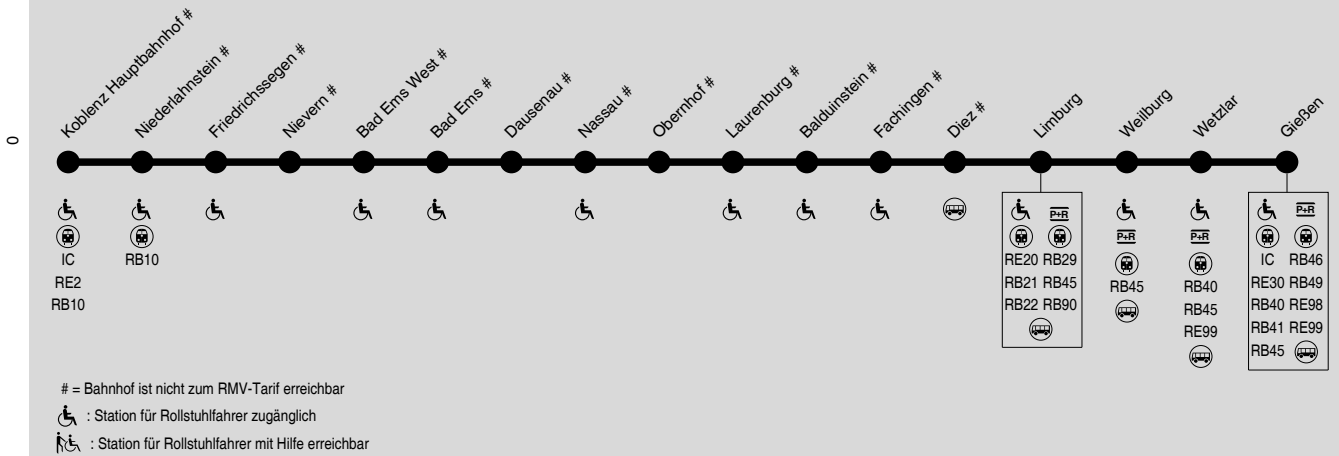 0
Koblenz Hauptbahnhof #
Niederlahnstein #
Friedrichssegen #
Nievern #
Bad Ems West #
Bad Ems #
Dausenau #
Nassau #
Obernhof #
Laurenburg #
Balduinstein #
Fachingen #
Diez #
Limburg
Weilburg
Wetzlar
Gießen
IC
RE2
RB10
RB10
P+R
RE20 RB29
RB21 RB45
RB22 RB90
P+R
RB45
P+R
RB40
RB45
RE99
P+R
IC RB46
RE30 RB49
RB40 RE98
RB41 RE99
RB45
# = Bahnhof ist nicht zum RMV-Tarif erreichbar
: Station für Rollstuhlfahrer zugänglich
: Station für Rollstuhlfahrer mit Hilfe erreichbar